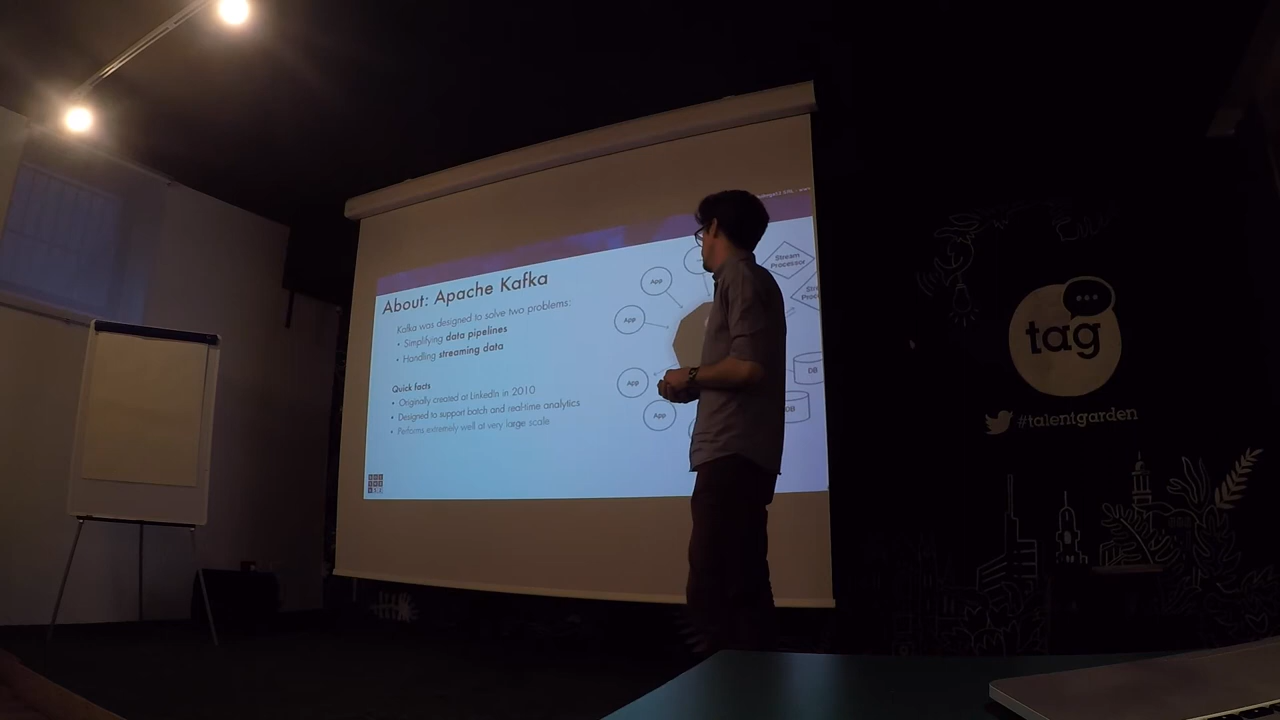 About: Apache Kafka
Kafka was designed to solve two problems:
• Simplifying data pipelines
• Handling streaming data
Quick facts
• Originally created at LinkedIn in 2010
• Designed to support batch and real-time analytics
• Performs extremely well at very large scale
App
App
App
App
Stream
Processor
DB
DB
tag
#talentgarden